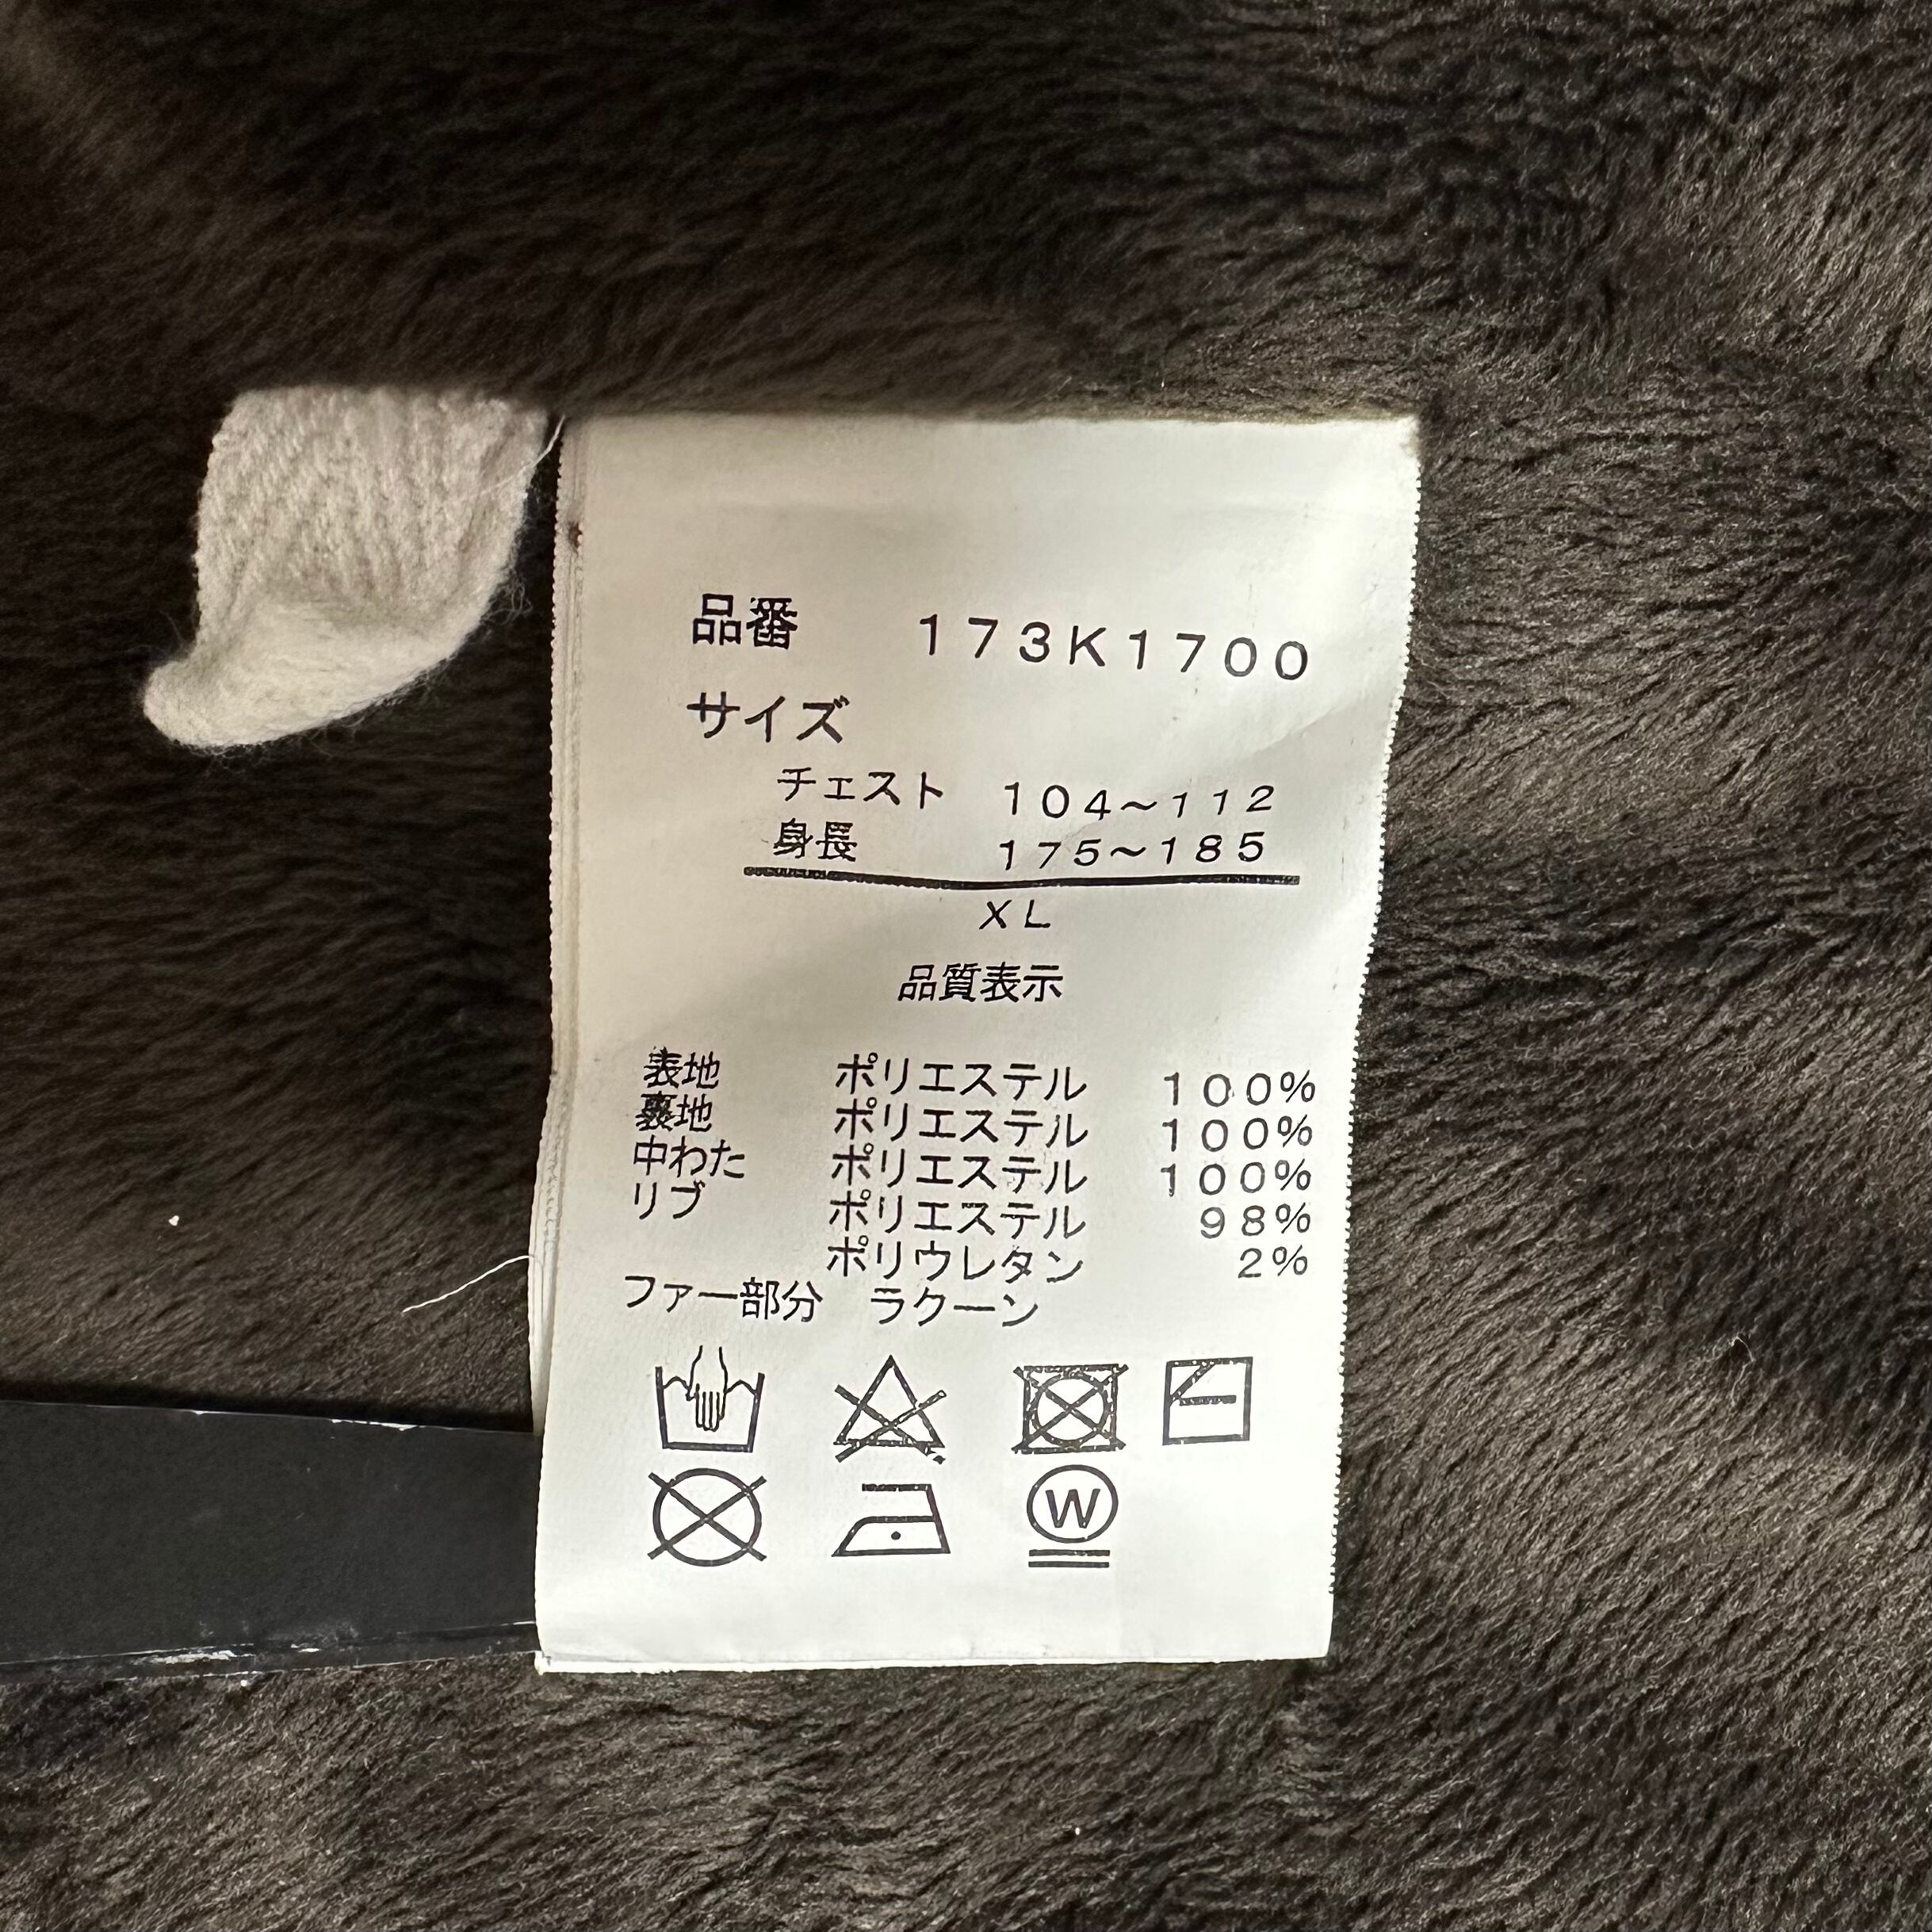 品番 173K1700
サイズ
チェスト 104～112
身長 175～185
XL
品質表示
表地 ポリエステル 100%
裏地 ポリエステル 100%
中わた ポリエステル 100%
リブ ポリエステル 98%
ポリウレタン 2%
ファー部分 ラクーン
W